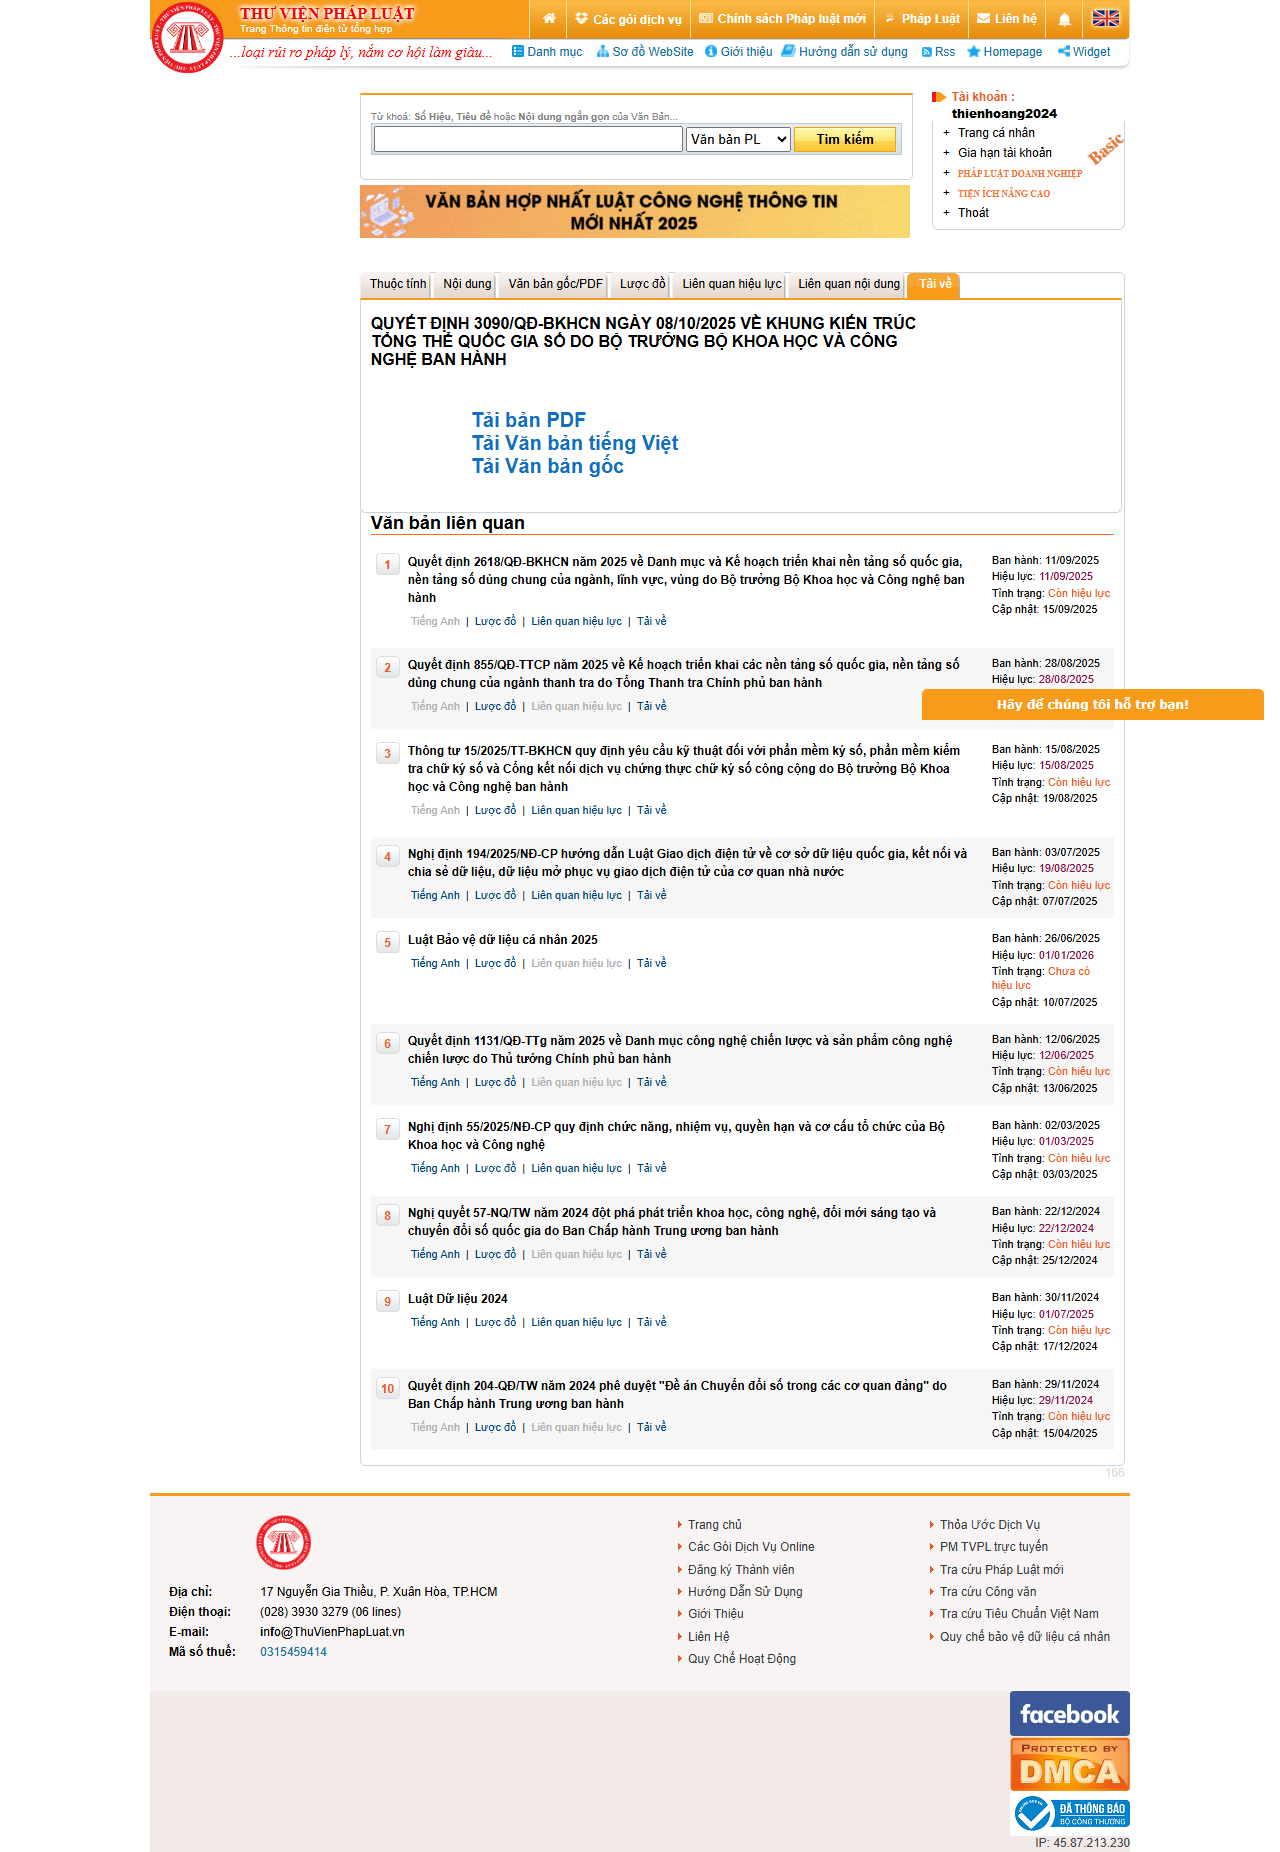 THƯ VIỆN PHÁP LUẬT
Trang Thông tin điện tử tổng hợp
Các gói dịch vụ
Chính sách Pháp luật mới
Pháp Luật
Liên hệ
...loại rủi ro pháp lý, nắm cơ hội làm giàu...
Danh mục
Sơ đồ WebSite
Giới thiệu
Hướng dẫn sử dụng
Rss
Homepage
Widget
Từ khoá: Số Hiệu, Tiêu đề hoặc Nội dung ngắn gọn của Văn Bản...
Văn bản PL
Tìm kiếm
VĂN BẢN HỢP NHẤT LUẬT CÔNG NGHỆ THÔNG TIN
MỚI NHẤT 2025
Tài khoản :
thienhoang2024
+ Trang cá nhân
+ Gia hạn tài khoản
+ PHÁP LUẬT DOANH NGHIỆP
+ TIỆN ÍCH NÂNG CAO
+ Thoát
Basic
Thuộc tính
Nội dung
Văn bản gốc/PDF
Lược đồ
Liên quan hiệu lực
Liên quan nội dung
Tải về
QUYẾT ĐỊNH 3090/QĐ-BKHCN NGÀY 08/10/2025 VỀ KHUNG KIẾN TRÚC
TỔNG THỂ QUỐC GIA SỐ DO BỘ TRƯỞNG BỘ KHOA HỌC VÀ CÔNG
NGHỆ BAN HÀNH
Tải bản PDF
Tải Văn bản tiếng Việt
Tải Văn bản gốc
Văn bản liên quan
1
Quyết định 2618/QĐ-BKHCN năm 2025 về Danh mục và Kế hoạch triển khai nền tảng số quốc gia,
nền tảng số dùng chung của ngành, lĩnh vực, vùng do Bộ trưởng Bộ Khoa học và Công nghệ ban
hành
Tiếng Anh | Lược đồ | Liên quan hiệu lực | Tải về
Ban hành: 11/09/2025
Hiệu lực: 11/09/2025
Tình trạng: Còn hiệu lực
Cập nhật: 15/09/2025
2
Quyết định 855/QĐ-TTCP năm 2025 về Kế hoạch triển khai các nền tảng số quốc gia, nền tảng số
dùng chung của ngành thanh tra do Tổng Thanh tra Chính phủ ban hành
Tiếng Anh | Lược đồ | Liên quan hiệu lực | Tải về
Ban hành: 28/08/2025
Hiệu lực: 28/08/2025
Hãy để chúng tôi hỗ trợ bạn!
3
Thông tư 15/2025/TT-BKHCN quy định yêu cầu kỹ thuật đối với phần mềm ký số, phần mềm kiểm
tra chữ ký số và Cổng kết nối dịch vụ chứng thực chữ ký số công cộng do Bộ trưởng Bộ Khoa
học và Công nghệ ban hành
Tiếng Anh | Lược đồ | Liên quan hiệu lực | Tải về
Ban hành: 15/08/2025
Hiệu lực: 15/08/2025
Tình trạng: Còn hiệu lực
Cập nhật: 19/08/2025
4
Nghị định 194/2025/NĐ-CP hướng dẫn Luật Giao dịch điện tử về cơ sở dữ liệu quốc gia, kết nối và
chia sẻ dữ liệu, dữ liệu mở phục vụ giao dịch điện tử của cơ quan nhà nước
Tiếng Anh | Lược đồ | Liên quan hiệu lực | Tải về
Ban hành: 03/07/2025
Hiệu lực: 19/08/2025
Tình trạng: Còn hiệu lực
Cập nhật: 07/07/2025
5
Luật Bảo vệ dữ liệu cá nhân 2025
Tiếng Anh | Lược đồ | Liên quan hiệu lực | Tải về
Ban hành: 26/06/2025
Hiệu lực: 01/01/2026
Tình trạng: Chưa có
hiệu lực
Cập nhật: 10/07/2025
6
Quyết định 1131/QĐ-TTg năm 2025 về Danh mục công nghệ chiến lược và sản phẩm công nghệ
chiến lược do Thủ tướng Chính phủ ban hành
Tiếng Anh | Lược đồ | Liên quan hiệu lực | Tải về
Ban hành: 12/06/2025
Hiệu lực: 12/06/2025
Tình trạng: Còn hiệu lực
Cập nhật: 13/06/2025
7
Nghị định 55/2025/NĐ-CP quy định chức năng, nhiệm vụ, quyền hạn và cơ cấu tổ chức của Bộ
Khoa học và Công nghệ
Tiếng Anh | Lược đồ | Liên quan hiệu lực | Tải về
Ban hành: 02/03/2025
Hiệu lực: 01/03/2025
Tình trạng: Còn hiệu lực
Cập nhật: 03/03/2025
8
Nghị quyết 57-NQ/TW năm 2024 đột phá phát triển khoa học, công nghệ, đổi mới sáng tạo và
chuyển đổi số quốc gia do Ban Chấp hành Trung ương ban hành
Tiếng Anh | Lược đồ | Liên quan hiệu lực | Tải về
Ban hành: 22/12/2024
Hiệu lực: 22/12/2024
Tình trạng: Còn hiệu lực
Cập nhật: 25/12/2024
9
Luật Dữ liệu 2024
Tiếng Anh | Lược đồ | Liên quan hiệu lực | Tải về
Ban hành: 30/11/2024
Hiệu lực: 01/07/2025
Tình trạng: Còn hiệu lực
Cập nhật: 17/12/2024
10
Quyết định 204-QĐ/TW năm 2024 phê duyệt "Đề án Chuyển đổi số trong các cơ quan đảng" do
Ban Chấp hành Trung ương ban hành
Tiếng Anh | Lược đồ | Liên quan hiệu lực | Tải về
Ban hành: 29/11/2024
Hiệu lực: 29/11/2024
Tình trạng: Còn hiệu lực
Cập nhật: 15/04/2025
166
Địa chỉ: 17 Nguyễn Gia Thiều, P. Xuân Hòa, TP.HCM
Điện thoại: (028) 3930 3279 (06 lines)
E-mail: info@ThuVienPhapLuat.vn
Mã số thuế: 0315459414
Trang chủ
Các Gói Dịch Vụ Online
Đăng ký Thành viên
Hướng Dẫn Sử Dụng
Giới Thiệu
Liên Hệ
Quy Chế Hoạt Động
Thỏa Ước Dịch Vụ
PM TVPL trực tuyến
Tra cứu Pháp Luật mới
Tra cứu Công văn
Tra cứu Tiêu Chuẩn Việt Nam
Quy chế bảo vệ dữ liệu cá nhân
facebook
PROTECTED BY
DMCA
ĐÃ THÔNG BÁO
BỘ CÔNG THƯƠNG
IP: 45.87.213.230